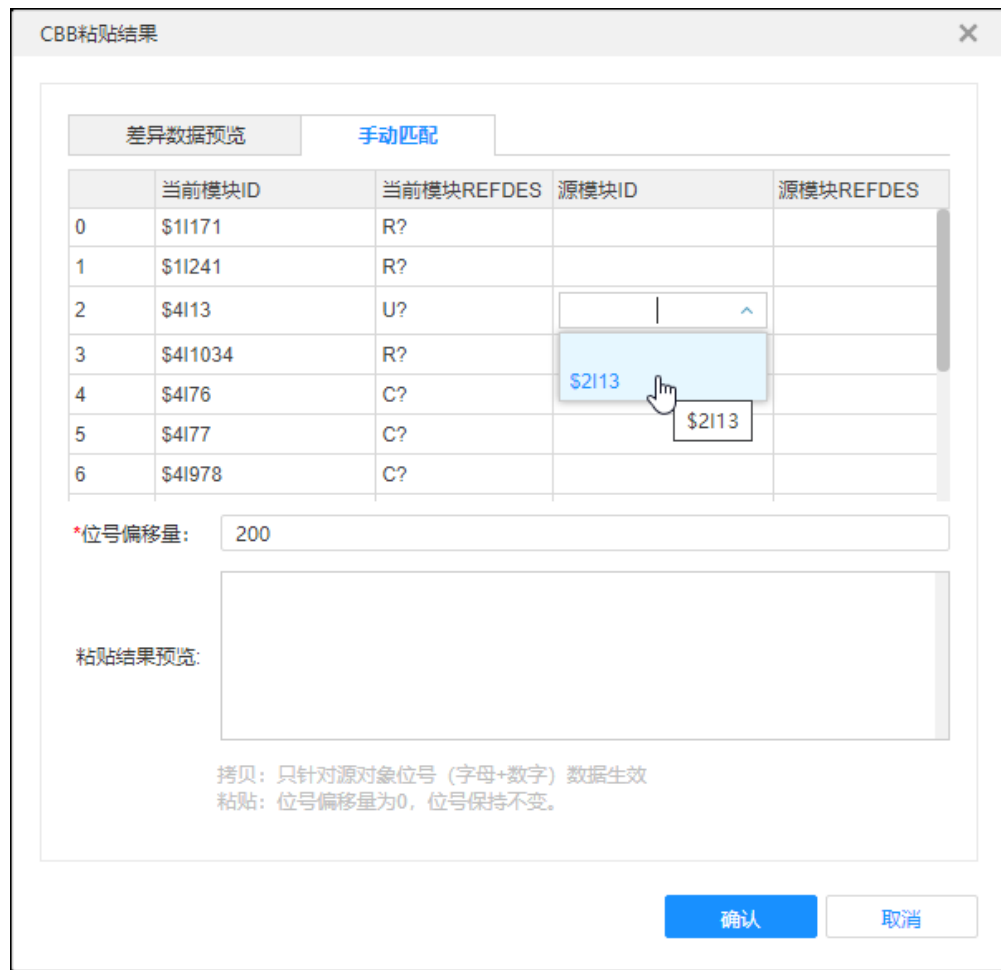 CBB粘贴结果
差异数据预览 手动匹配
当前模块ID 当前模块REFDES 源模块ID 源模块REFDES
0 $1I171 R?
1 $1I241 R?
2 $4I13 U?
3 $4I1034 R?
$2I13
4 $4I76 C?
$2I13
5 $4I77 C?
6 $4I978 C?
*位号偏移量: 200
粘贴结果预览:
拷贝：只针对源对象位号（字母+数字）数据生效
粘贴：位号偏移量为0，位号保持不变。
确认 取消